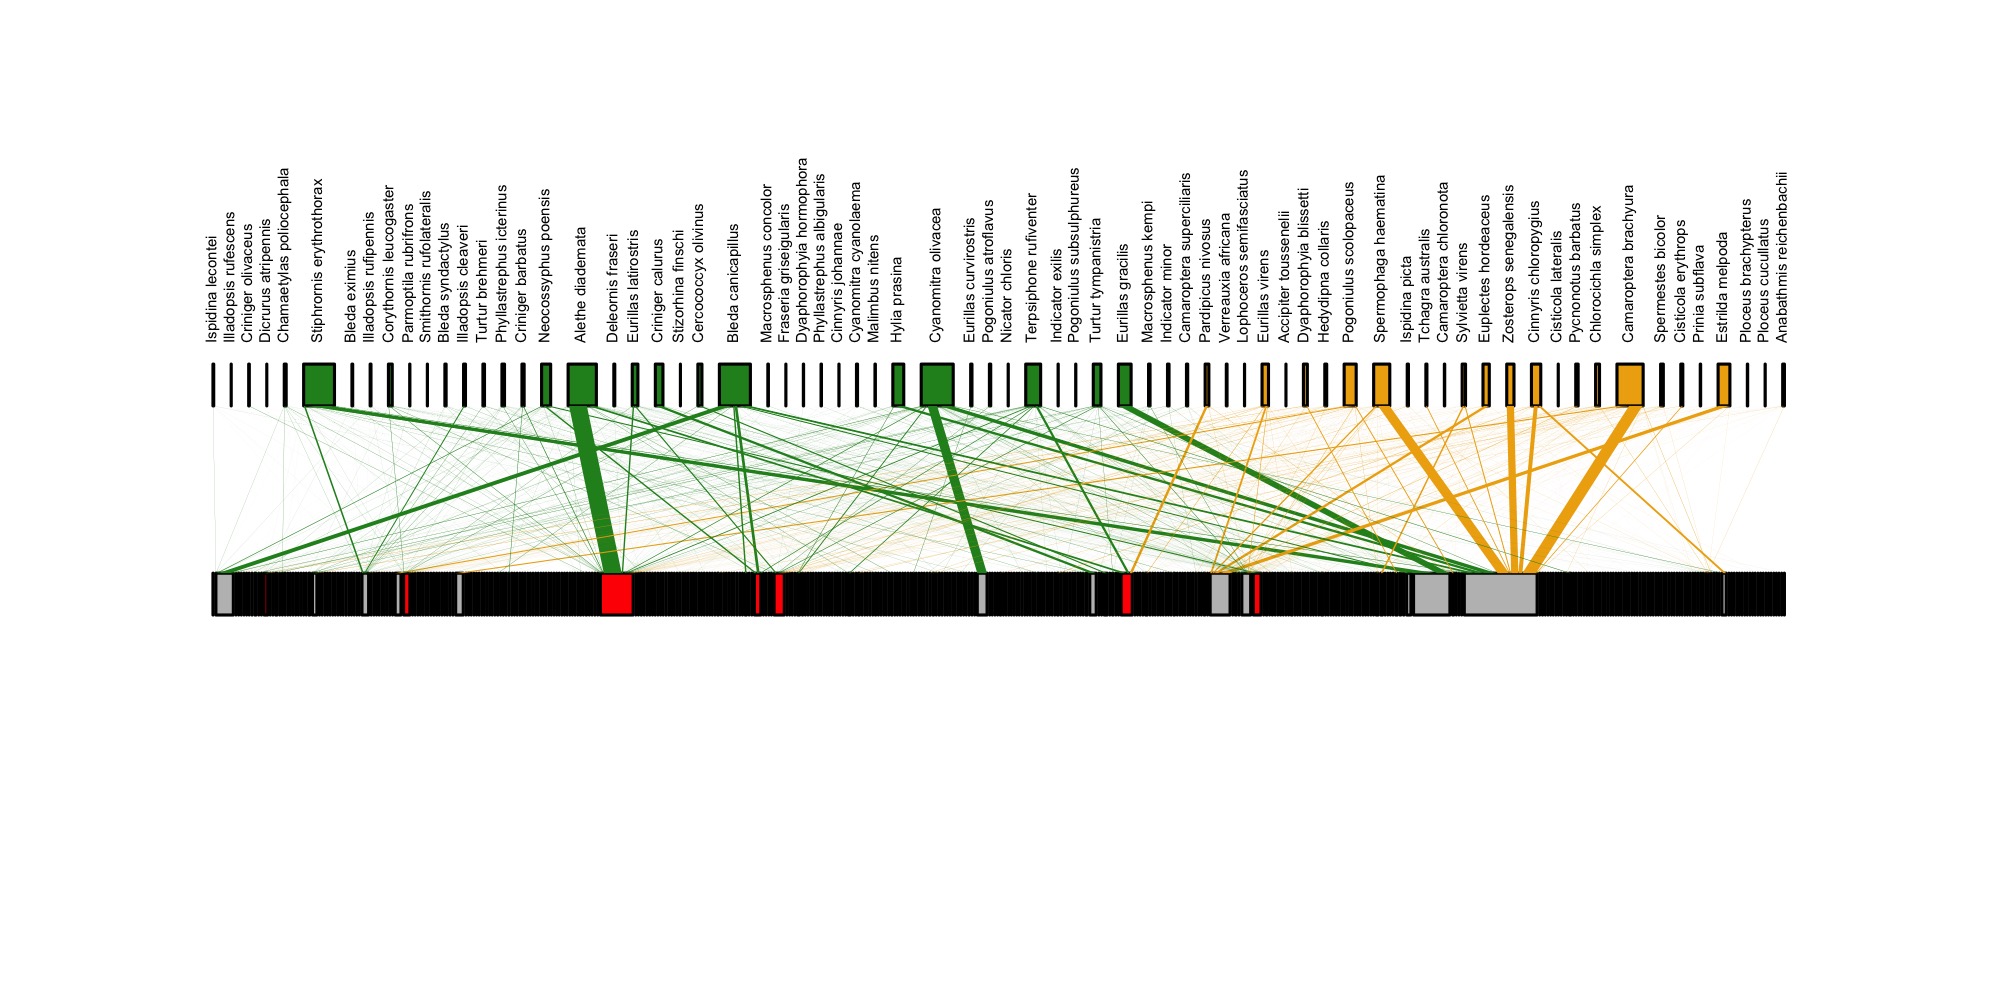 Ispidina lecontei
Illadopsis rufescens
Criniger olivaceus
Dicrurus atripennis
Chamaetylas poliocephala
Stiphrornis erythrothorax
Bleda eximius
Illadopsis rufipennis
Corythornis leucogaster
Parmoptila rubrifrons
Smithornis rufolateralis
Bleda syndactylus
Illadopsis cleaveri
Turtur brehmeri
Phyllastrephus icterinus
Criniger barbatus
Neocossyphus poensis
Alethe diademata
Deleornis fraseri
Eurillas latirostris
Criniger calurus
Stizorhina finschi
Cercococcyx olivinus
Bleda canicapillus
Macrosphenus concolor
Fraseria griseigularis
Dyaphorophyia hormophora
Phyllastrephus albigularis
Cinnyris johannae
Cyanomitra cyanolaema
Malimbus nitens
Hylia prasina
Cyanomitra olivacea
Eurillas curvirostris
Pogoniulus atroflavus
Nicator chloris
Terpsiphone rufiventer
Indicator exilis
Pogoniulus subsulphureus
Turtur tympanistria
Eurillas gracilis
Macrosphenus kempi
Indicator minor
Camaroptera superciliaris
Pardipicus nivosus
Verreauxia africana
Lophoceros semifasciatus
Eurillas virens
Accipiter toussenelii
Dyaphorophyia blissetti
Hedydipna collaris
Pogoniulus scolopaceus
Spermophaga haematina
Ispidina picta
Tchagra australis
Camaroptera chloronota
Sylvietta virens
Euplectes hordeaceus
Zosterops senegalensis
Cinnyris chloropygius
Cisticola lateralis
Pycnonotus barbatus
Chlorocichla simplex
Camaroptera brachyura
Spermestes bicolor
Cisticola erythrops
Prinia subflava
Estrilda melpoda
Ploceus brachypterus
Ploceus cucullatus
Anabathmis reichenbachii